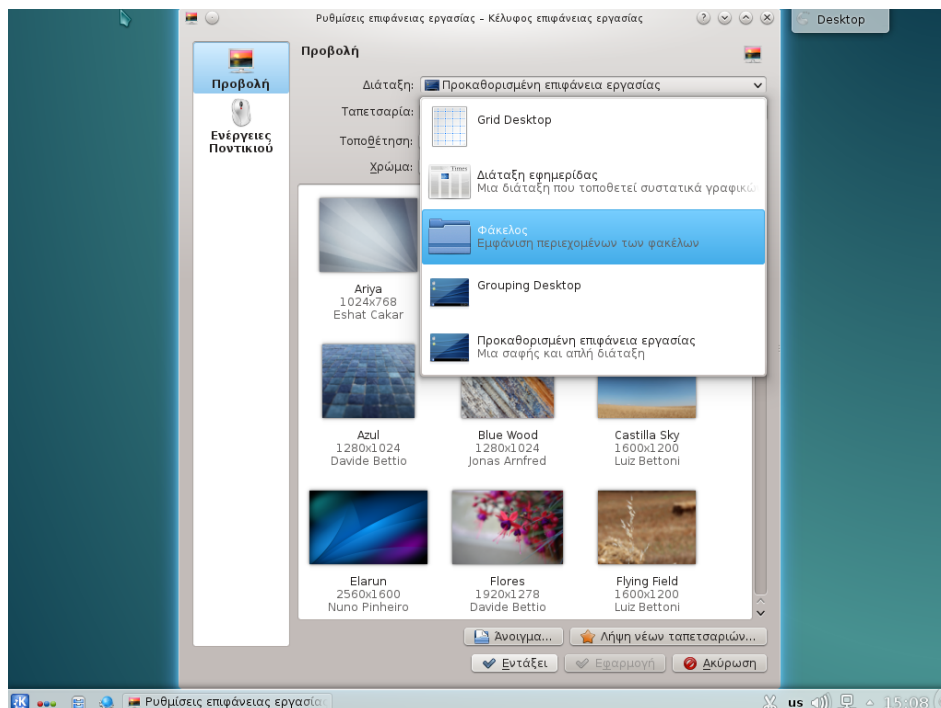 Ρυθμίσεις επιφάνειας εργασίας – Κέλυφος επιφάνειας εργασίας
Desktop
Προβολή
Ενέργειες
Ποντικιού
Προβολή
Διάταξη:
Προκαθορισμένη επιφάνεια εργασίας
Ταπετσαρία:
Τοποθέτηση:
Χρώμα:
Grid Desktop
Διάταξη εφημερίδας
Μια διάταξη που τοποθετεί συστατικά γραφικώ
Φάκελος
Εμφάνιση περιεχομένων των φακέλων
Grouping Desktop
Προκαθορισμένη επιφάνεια εργασίας
Μια σαφής και απλή διάταξη
Ariya
1024x768
Eshat Cakar
Azul
1280x1024
Davide Bettio
Blue Wood
1280x1024
Jonas Arnfred
Castilla Sky
1600x1200
Luiz Bettoni
Elarun
2560x1600
Nuno Pinheiro
Flores
1920x1278
Davide Bettio
Flying Field
1600x1200
Luiz Bettoni
Άνοιγμα...
Λήψη νέων ταπετσαριών...
Εντάξει
Εφαρμογή
Ακύρωση
Ρυθμίσεις επιφάνειας εργασία
us
15:08